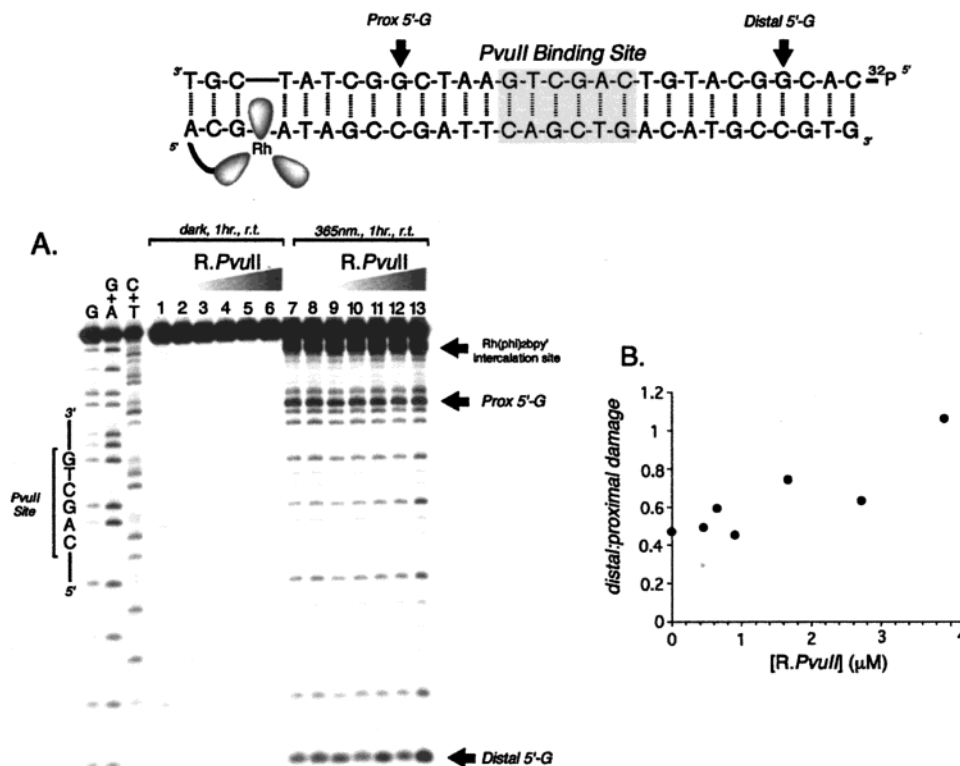 Prox 5'-G
Distal 5'-G
PvuII Binding Site
3' T-G-C—T-A-T-C-G-G-C-T-A-A-G-T-C-G-A-C-T-G-T-A-C-G-G-C-A-C-32P 5'
A-C-G-A-T-A-G-C-C-G-A-T-T-C-A-G-C-T-G-A-C-A-T-G-C-C-G-T-G
5'
Rh
3'
A.
dark, 1hr., r.t.
365nm., 1hr., r.t.
R.PvuII
R.PvuII
G
G+A
C+T
1 2 3 4 5 6 7 8 9 10 11 12 13
Rh(phi)2bpy'
intercalation site
Prox 5'-G
3'
G
T
C
G
A
C
5'
PvuII
Site
Distal 5'-G
B.
distal:proximal damage
1.2
1
0.8
0.6
0.4
0.2
0
0 1 2 3 4
[R.PvuII] (µM)